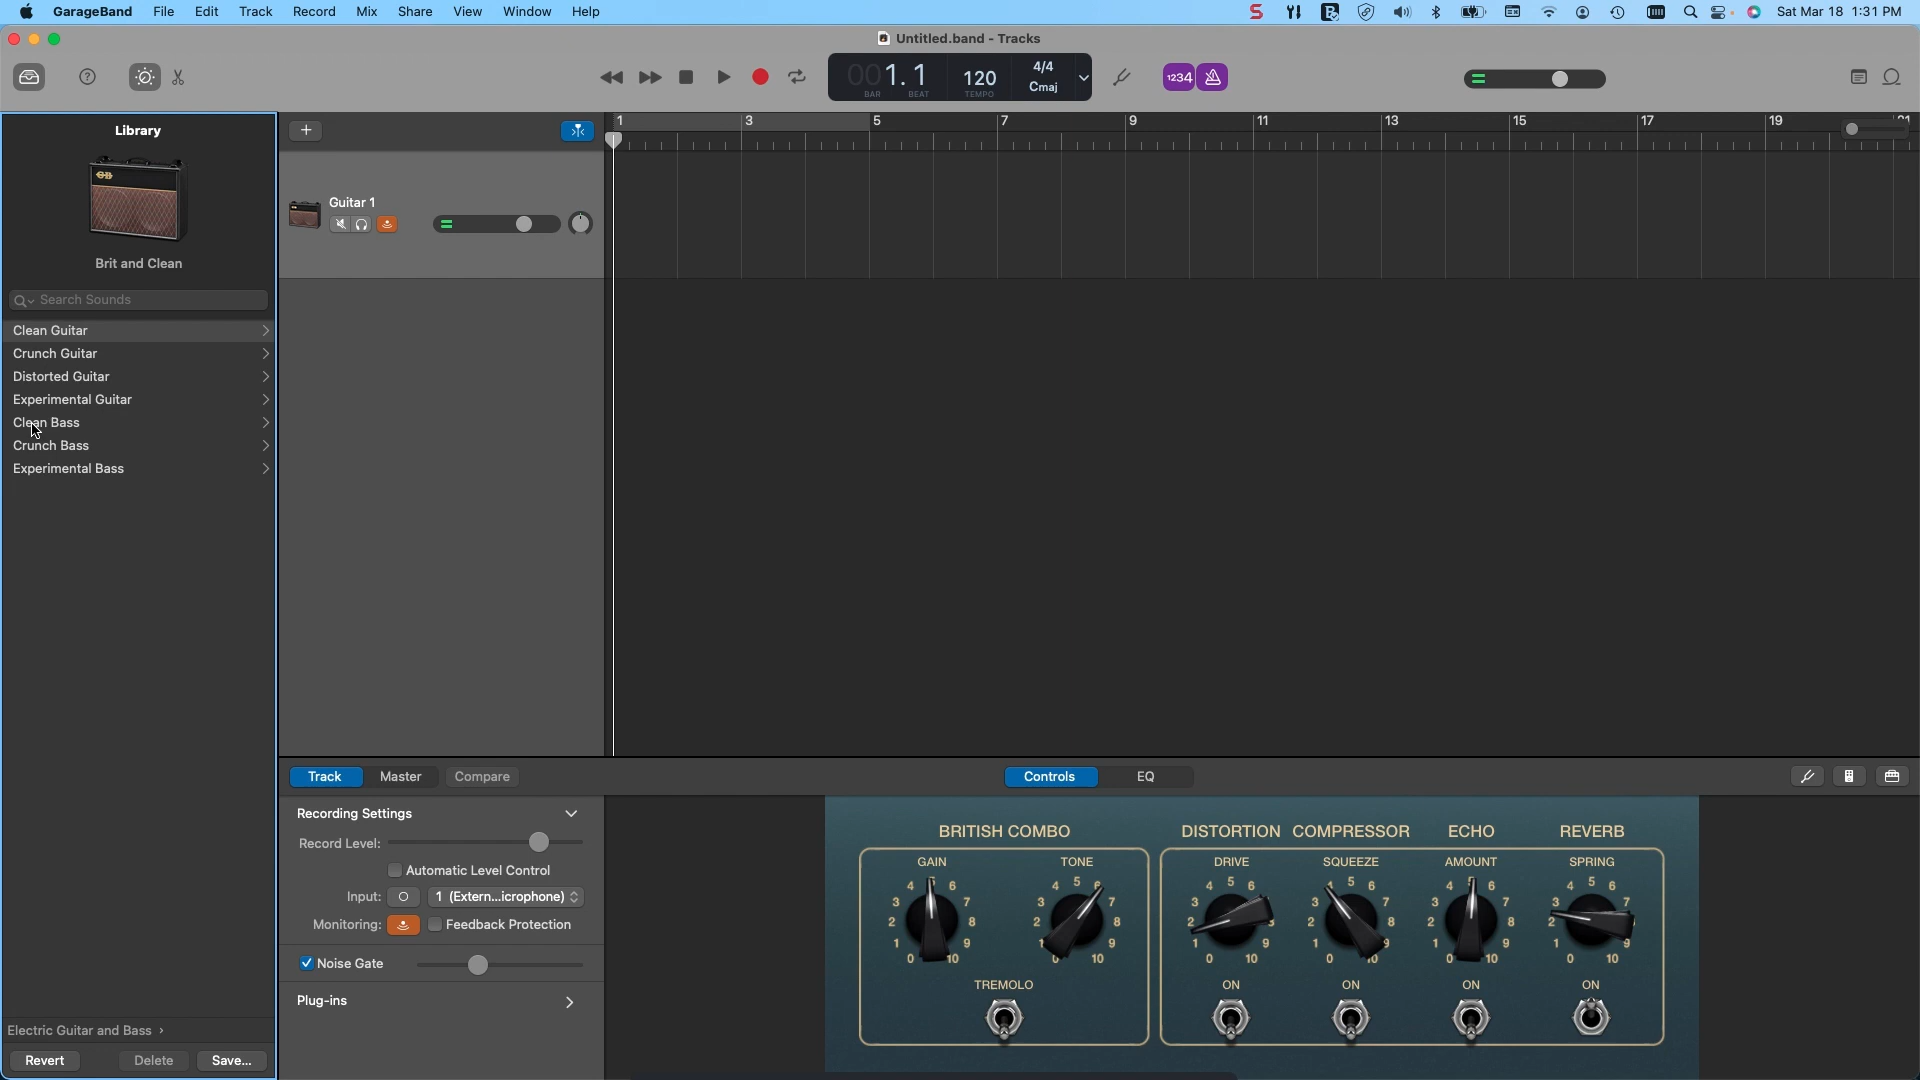 GarageBand File Edit Track Record Mix Share View Window Help
Sat Mar 18 1:31 PM
Untitled.band - Tracks
001.1
BAR BEAT
120
TEMPO
4/4
Cmaj
1234
Library
Brit and Clean
Search Sounds
Clean Guitar
Crunch Guitar
Distorted Guitar
Experimental Guitar
Clean Bass
Crunch Bass
Experimental Bass
Electric Guitar and Bass ›
Revert Delete Save...
+
1 3 5 7 9 11 13 15 17 19 21
Guitar 1
Track Master Compare
Controls EQ
Recording Settings
Record Level:
Automatic Level Control
Input: 1 (Extern...icrophone)
Monitoring: Feedback Protection
Noise Gate
Plug-ins
BRITISH COMBO DISTORTION COMPRESSOR ECHO REVERB
GAIN TONE DRIVE SQUEEZE AMOUNT SPRING
0 1 2 3 4 5 6 7 8 9 10
0 1 2 3 4 5 6 7 8 9 10
0 1 2 3 4 5 6 7 8 9 10
0 1 2 3 4 5 6 7 8 9 10
0 1 2 3 4 5 6 7 8 9 10
0 1 2 3 4 5 6 7 8 9 10
TREMOLO ON ON ON ON